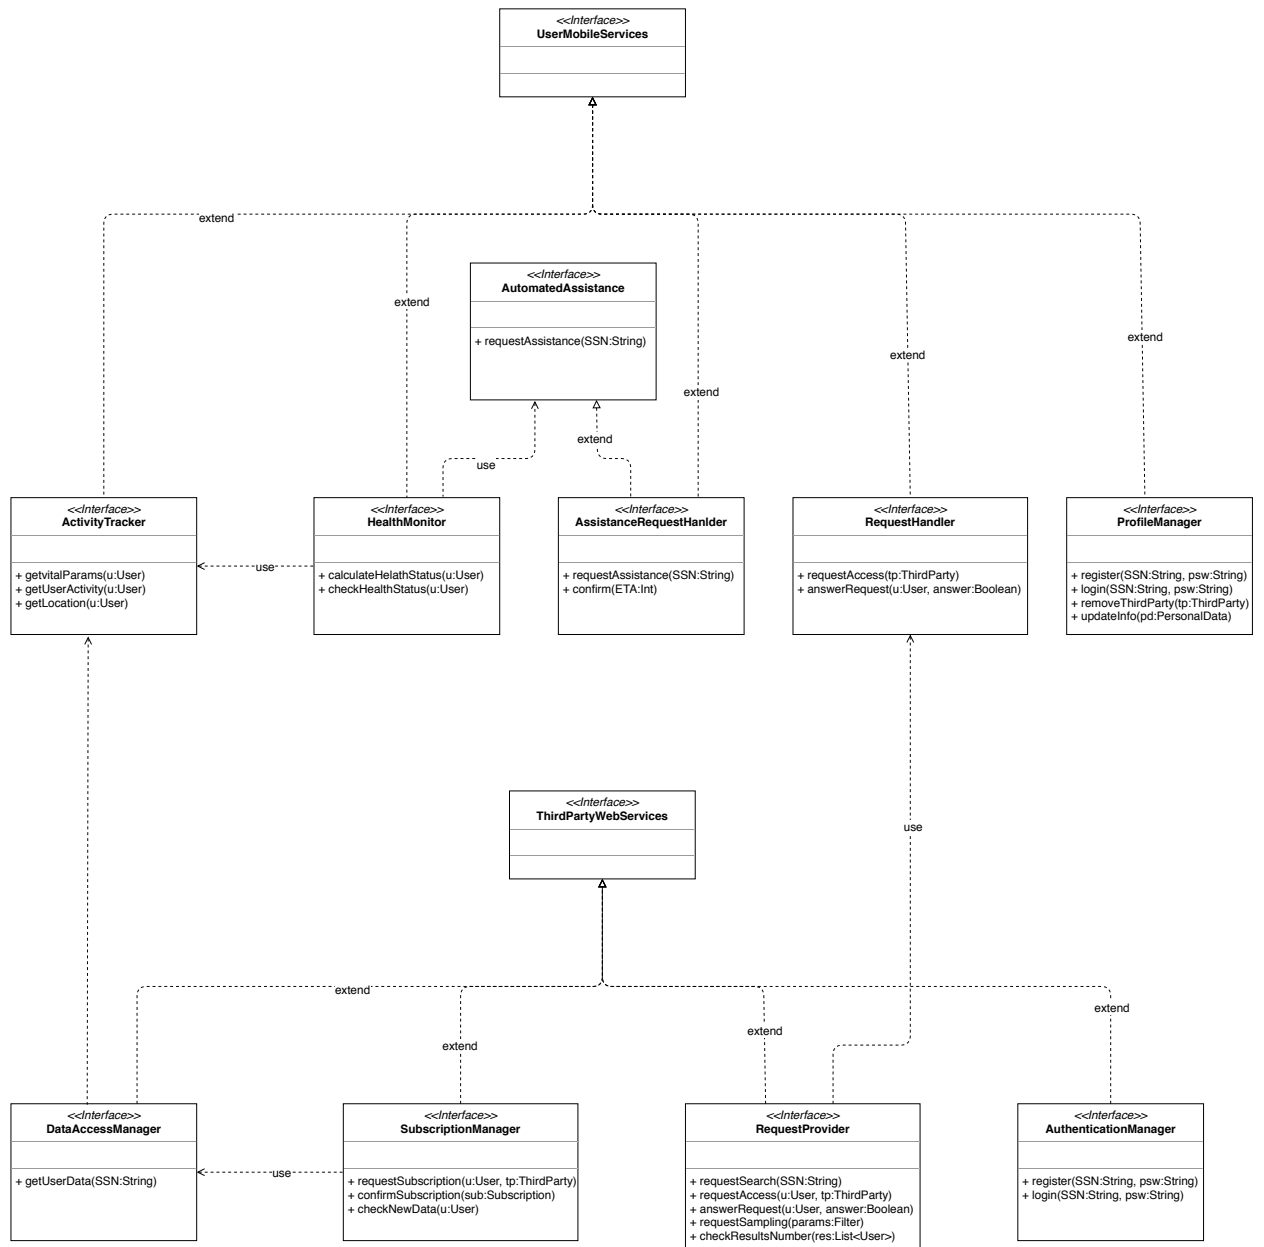 <<Interface>>
UserMobileServices
extend
<<Interface>>
AutomatedAssistance
+ requestAssistance(SSN:String)
extend
extend
extend
extend
extend
extend
use
<<Interface>>
ActivityTracker
+ getvitalParams(u:User)
+ getUserActivity(u:User)
+ getLocation(u:User)
use
<<Interface>>
HealthMonitor
+ calculateHelathStatus(u:User)
+ checkHealthStatus(u:User)
<<Interface>>
AssistanceRequestHanlder
+ requestAssistance(SSN:String)
+ confirm(ETA:Int)
<<Interface>>
RequestHandler
+ requestAccess(tp:ThirdParty)
+ answerRequest(u:User, answer:Boolean)
<<Interface>>
ProfileManager
+ register(SSN:String, psw:String)
+ login(SSN:String, psw:String)
+ removeThirdParty(tp:ThirdParty)
+ updateInfo(pd:PersonalData)
<<Interface>>
ThirdPartyWebServices
use
extend
extend
extend
extend
<<Interface>>
DataAccessManager
+ getUserData(SSN:String)
use
<<Interface>>
SubscriptionManager
+ requestSubscription(u:User, tp:ThirdParty)
+ confirmSubscription(sub:Subscription)
+ checkNewData(u:User)
<<Interface>>
RequestProvider
+ requestSearch(SSN:String)
+ requestAccess(u:User, tp:ThirdParty)
+ answerRequest(u:User, answer:Boolean)
+ requestSampling(params:Filter)
+ checkResultsNumber(res:List<User>)
<<Interface>>
AuthenticationManager
+ register(SSN:String, psw:String)
+ login(SSN:String, psw:String)